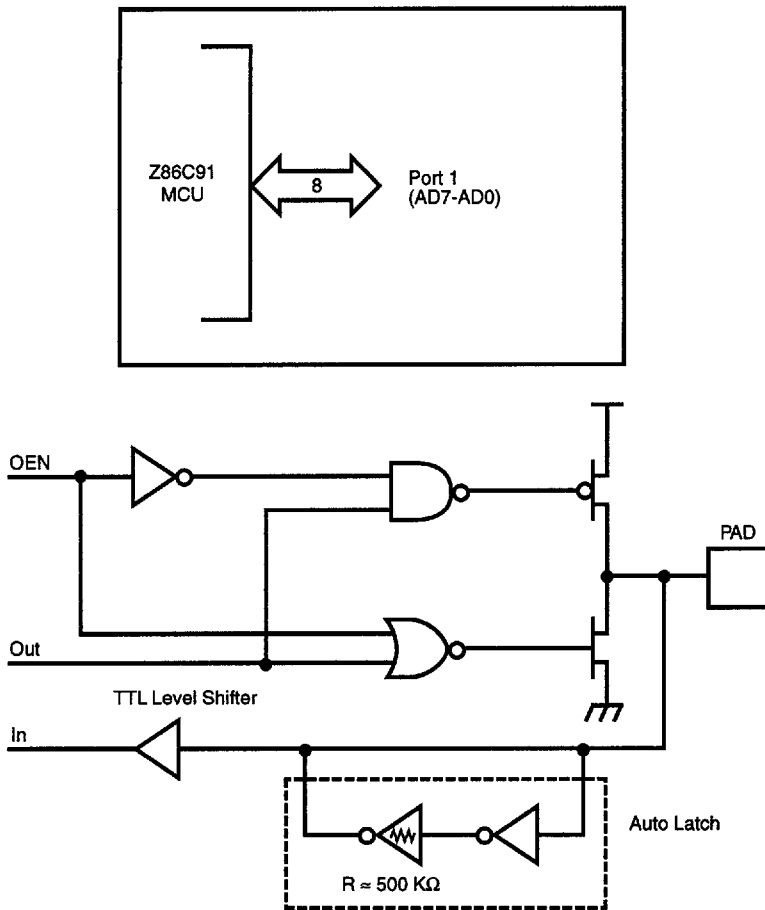 Z86C91
MCU
8
Port 1
(AD7-AD0)
OEN
PAD
Out
TTL Level Shifter
In
Auto Latch
R ≈ 500 KΩ